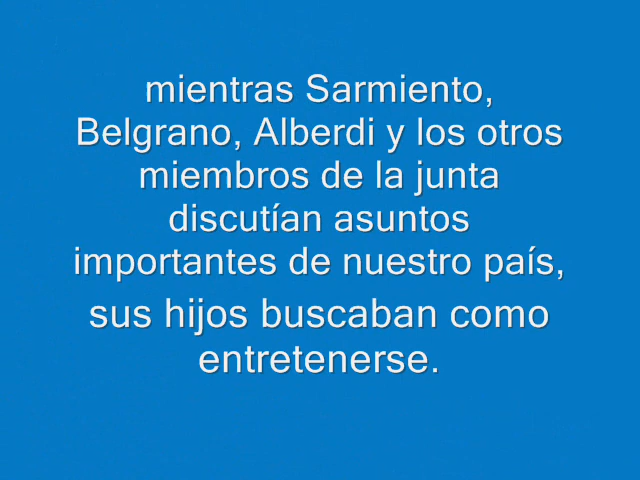 mientras Sarmiento,
Belgrano, Alberdi y los otros
miembros de la junta
discutían asuntos
importantes de nuestro país,
sus hijos buscaban como
entretenerse.